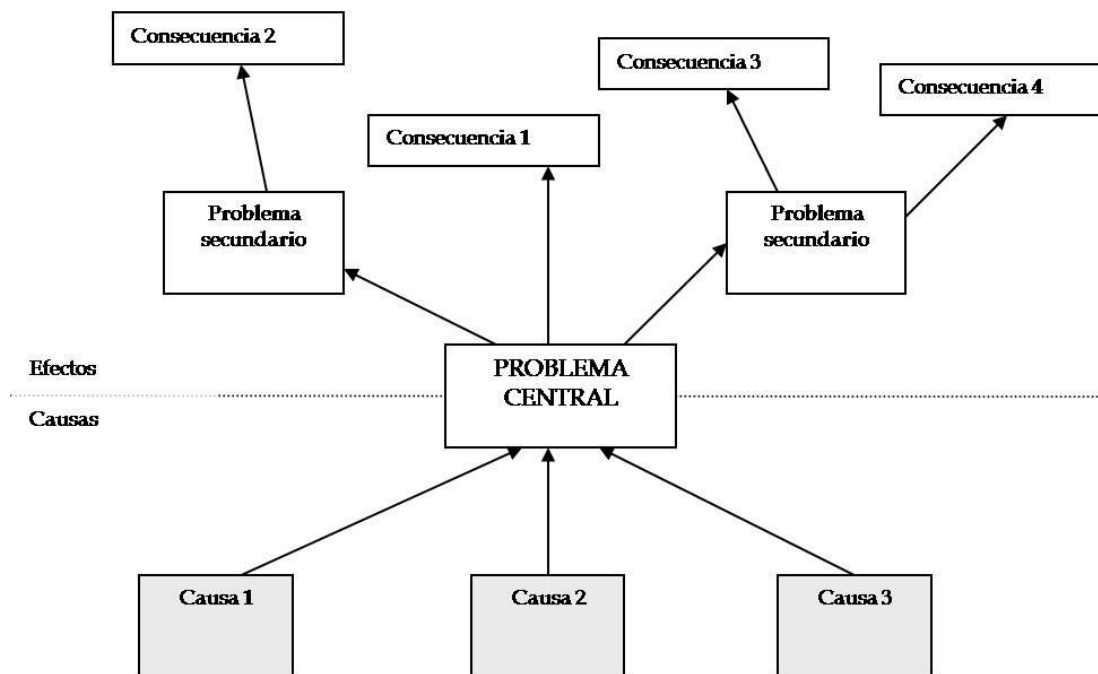 Consecuencia 2
Consecuencia 3
Consecuencia 4
Consecuencia 1
Problema
secundario
Problema
secundario
PROBLEMA
CENTRAL
Efectos
Causas
Causa 1
Causa 2
Causa 3